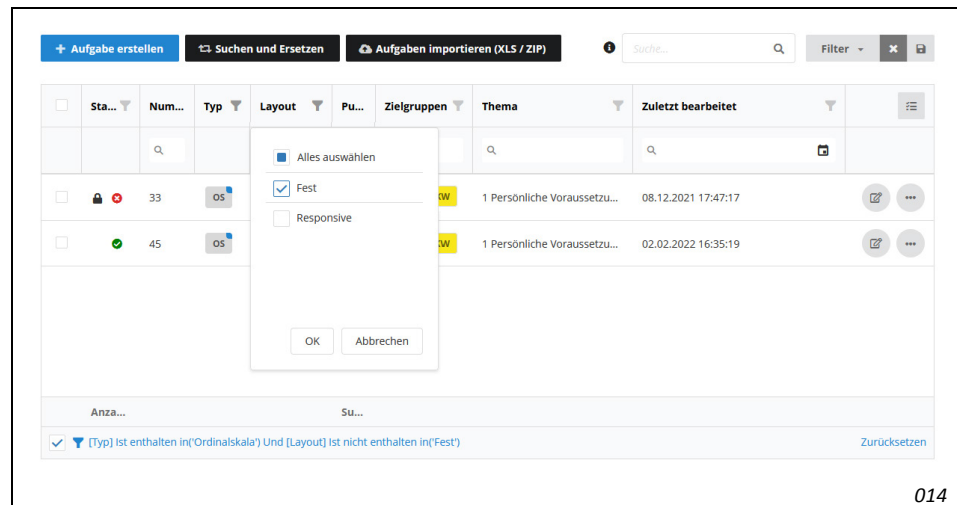 Aufgabe erstellen
Suchen und Ersetzen
Aufgaben importieren (XLS / ZIP)
Suche...
Filter
Sta...
Num...
Typ
Layout
Pu...
Zielgruppen
Thema
Zuletzt bearbeitet
Alles auswählen
Fest
Responsive
OK
Abbrechen
33
OS
KW
1 Persönliche Voraussetzu...
08.12.2021 17:47:17
45
OS
KW
1 Persönliche Voraussetzu...
02.02.2022 16:35:19
Anza...
Su...
[Typ] Ist enthalten in('Ordinalskala') Und [Layout] Ist nicht enthalten in('Fest')
Zurücksetzen
014